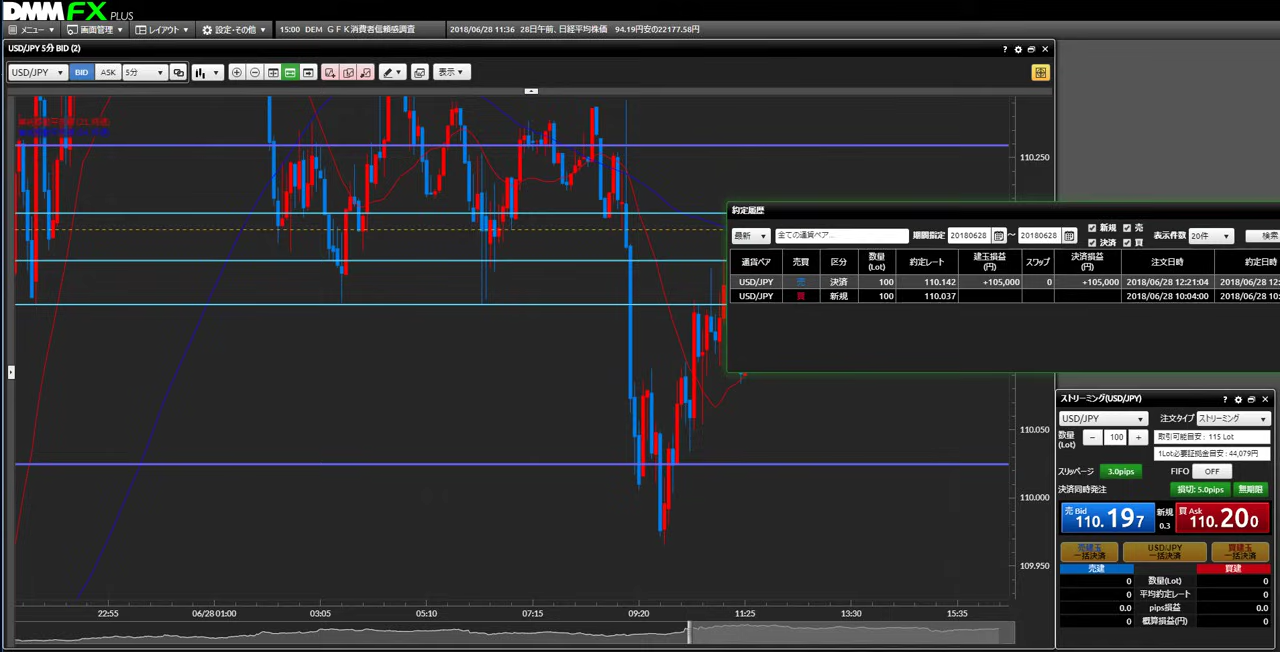 DMM FX PLUS
メニュー 画面管理 レイアウト 設定・その他 15:00 DEM ＧＦＫ消費者信頼感調査 2018/06/28 11:36 28日午前、日経平均株価 94.19円安の22177.58円
USD/JPY 5分 BID (2)
USD/JPY BID ASK 5分 表示
110.250
110.050
110.000
109.950
22:55 06/28 01:00 03:05 05:10 07:15 09:20 11:25 13:30 15:35
約定履歴
最新 全ての通貨ペア... 期間指定 20180628 ～ 20180628 新規 売 決済 買 表示件数 20件 検索
通貨ペア 売買 区分 数量(Lot) 約定レート 建玉損益(円) スワップ 決済損益(円) 注文日時 約定日時
USD/JPY 売 決済 100 110.142 +105,000 0 +105,000 2018/06/28 12:21:04 2018/06/28 12:
USD/JPY 買 新規 100 110.037 2018/06/28 10:04:00 2018/06/28 10:
ストリーミング(USD/JPY)
USD/JPY 注文タイプ ストリーミング
数量(Lot) － 100 ＋ 取引可能目安 : 115 Lot
1Lot必要証拠金目安 : 44,079円
スリッページ 3.0pips FIFO OFF
決済同時発注 損切: 5.0pips 無期限
売 Bid 110.197 新規 0.3 買 Ask 110.200
売建玉一括決済 USD/JPY一括決済 買建玉一括決済
売建 買建
0 数量(Lot) 0
0 平均約定レート 0
0.0 pips損益 0.0
0 概算損益(円) 0